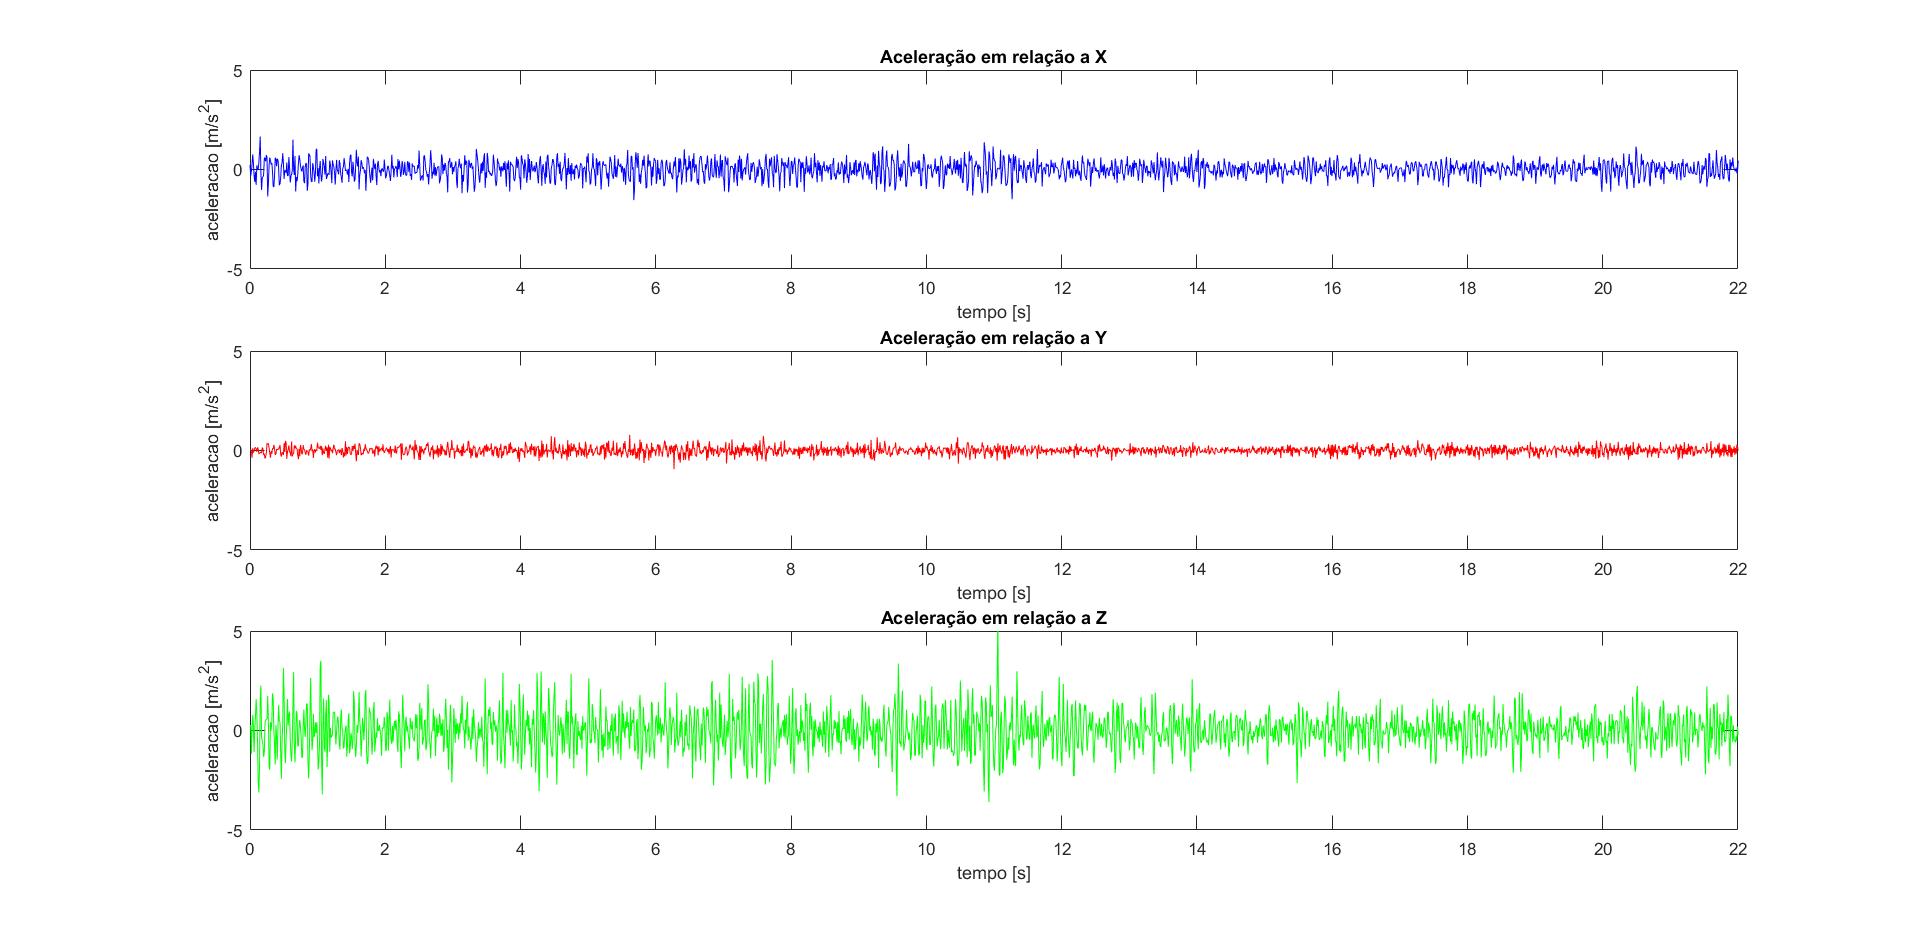 Aceleração em relação a X
5
0
-5
aceleracao [m/s^2]
0 2 4 6 8 10 12 14 16 18 20 22
tempo [s]
Aceleração em relação a Y
5
0
-5
aceleracao [m/s^2]
0 2 4 6 8 10 12 14 16 18 20 22
tempo [s]
Aceleração em relação a Z
5
0
-5
aceleracao [m/s^2]
0 2 4 6 8 10 12 14 16 18 20 22
tempo [s]